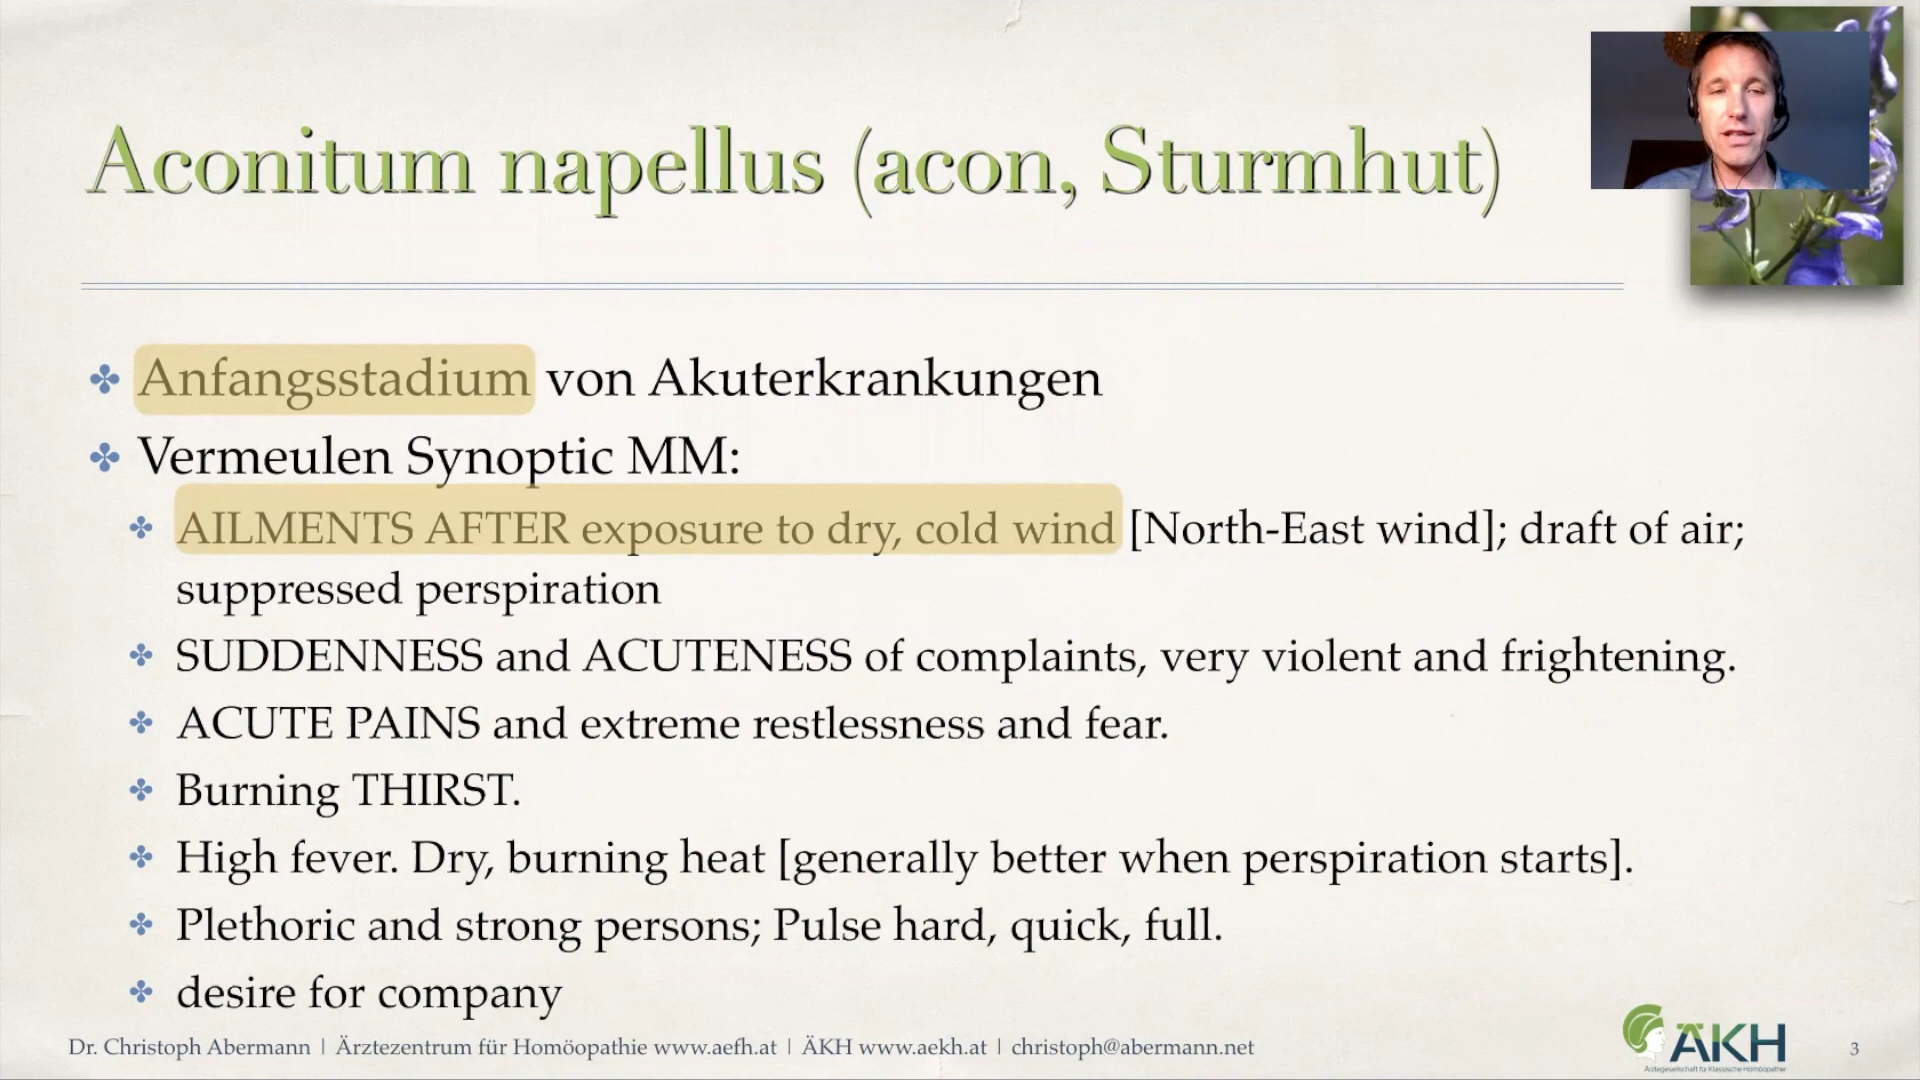 Aconitum napellus (acon, Sturmhut)
Anfangsstadium von Akuterkrankungen
Vermeulen Synoptic MM:
AILMENTS AFTER exposure to dry, cold wind [North-East wind]; draft of air;
suppressed perspiration
SUDDENNESS and ACUTENESS of complaints, very violent and frightening.
ACUTE PAINS and extreme restlessness and fear.
Burning THIRST.
High fever. Dry, burning heat [generally better when perspiration starts].
Plethoric and strong persons; Pulse hard, quick, full.
desire for company
Dr. Christoph Abermann | Ärztezentrum für Homöopathie www.aefh.at | ÄKH www.aekh.at | christoph@abermann.net
ÄKH
Ärztegesellschaft für Klassische Homöopathie
3